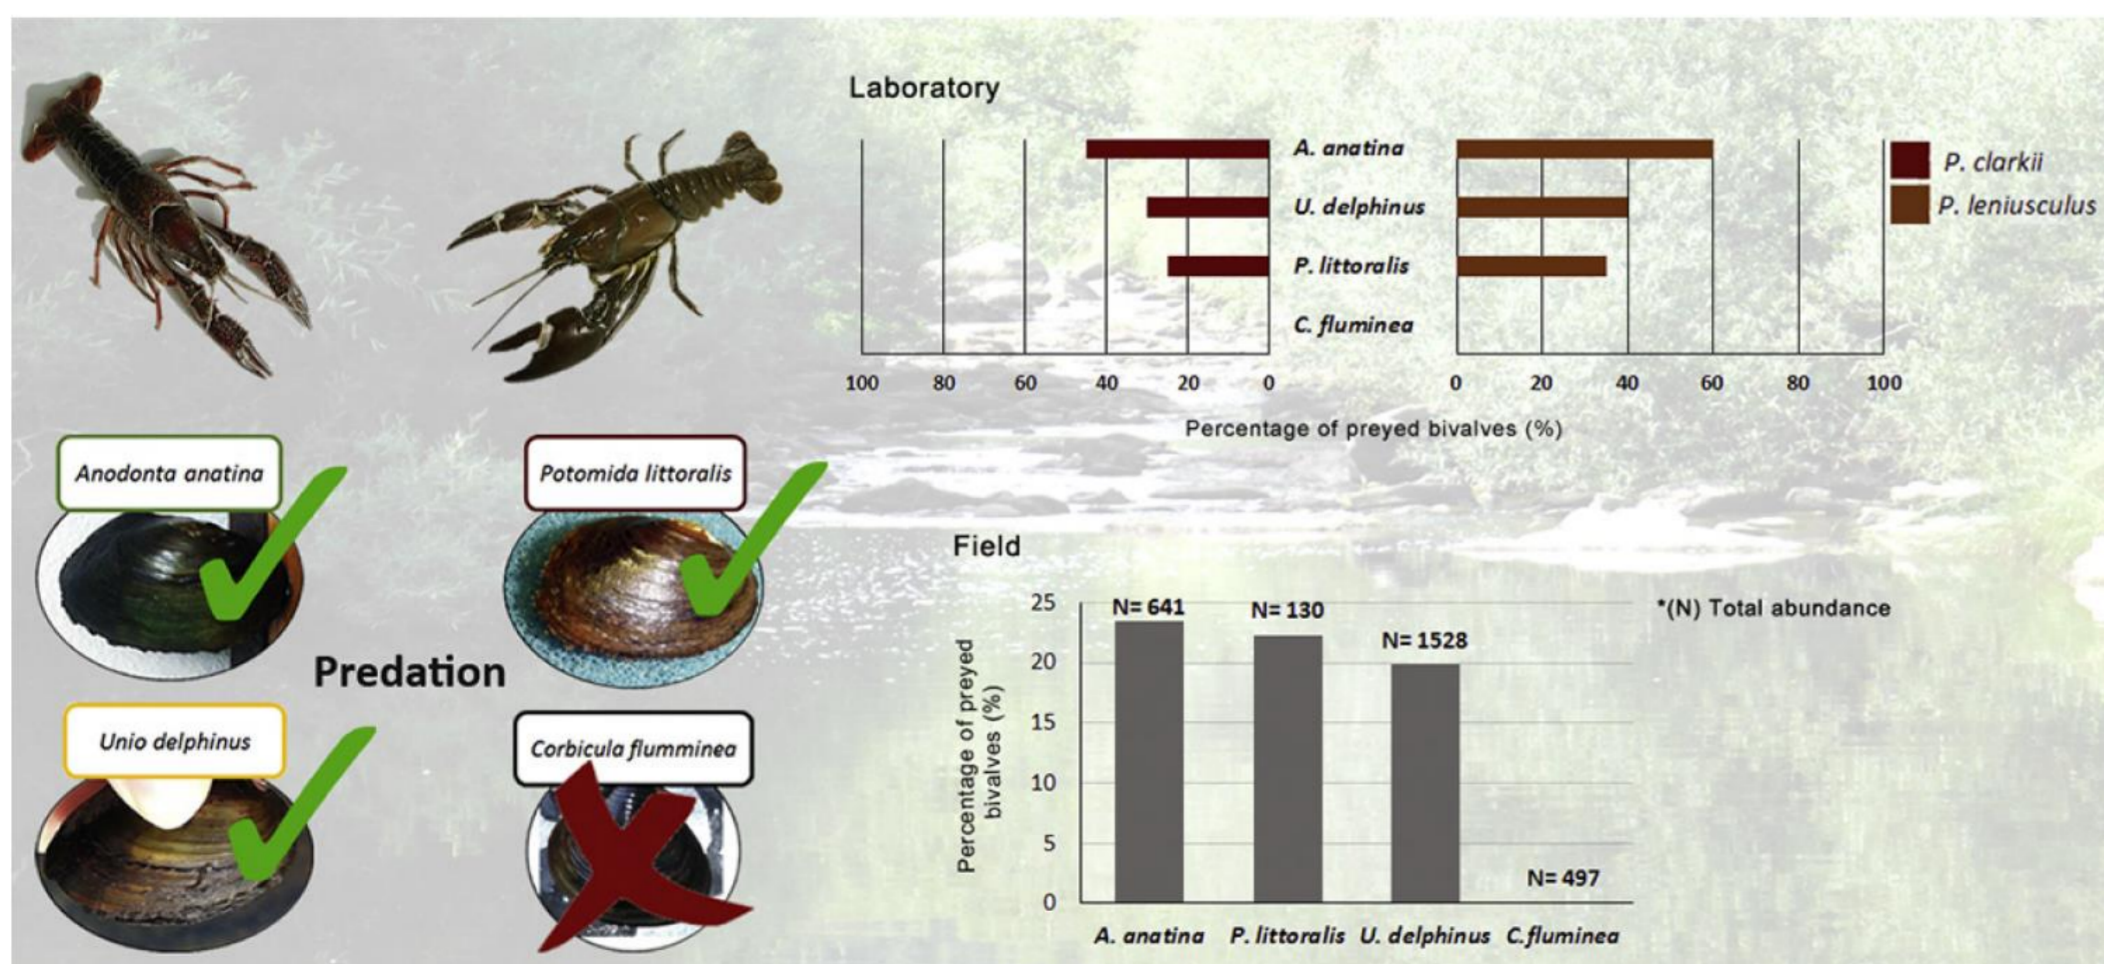 Laboratory
A. anatina
U. delphinus
P. littoralis
C. fluminea
100 80 60 40 20 0
0 20 40 60 80 100
Percentage of preyed bivalves (%)
P. clarkii
P. leniusculus
Anodonta anatina
Potomida littoralis
Predation
Unio delphinus
Corbicula flumminea
Field
*(N) Total abundance
Percentage of preyed
bivalves (%)
25
20
15
10
5
0
N= 641
N= 130
N= 1528
N= 497
A. anatina P. littoralis U. delphinus C.fluminea